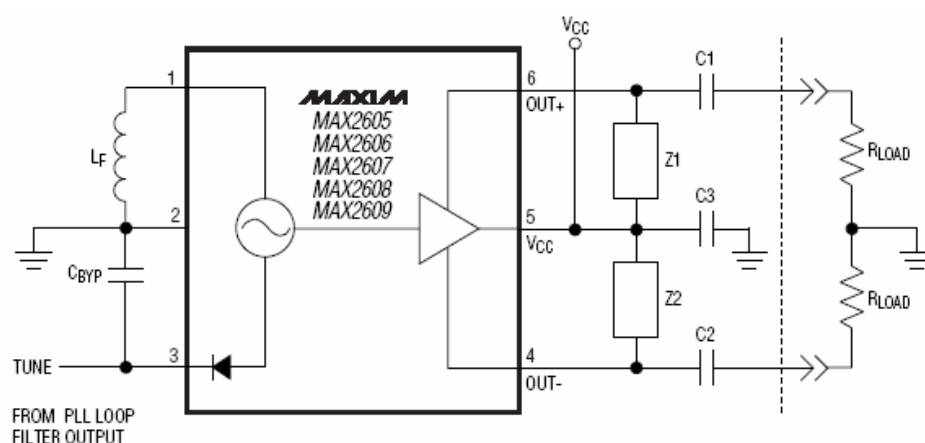 VCC
C1
1
6
OUT+
MAXIM
MAX2605
MAX2606
MAX2607
MAX2608
MAX2609
LF
Z1
RLOAD
2
5
VCC
C3
CBYP
Z2
RLOAD
C2
TUNE
3
4
OUT-
FROM PLL LOOP
FILTER OUTPUT